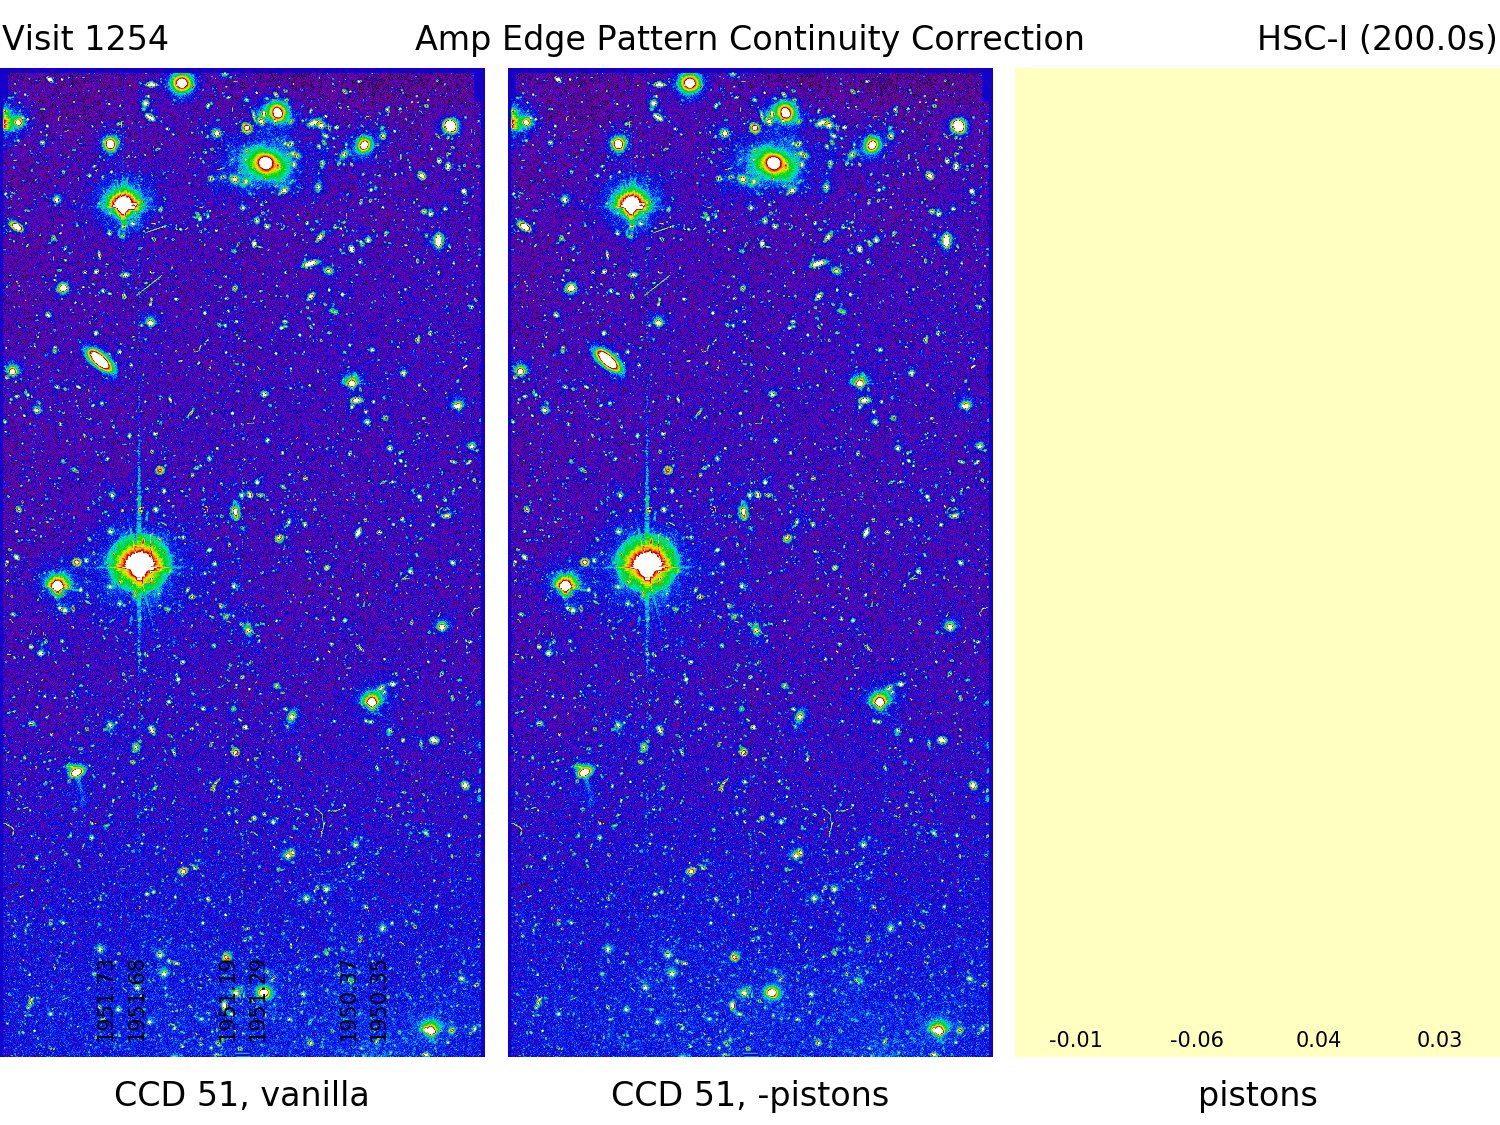 Visit 1254
Amp Edge Pattern Continuity Correction
HSC-I (200.0s)
1951.73
1951.68
1951.19
1951.29
1950.37
1950.35
-0.01
-0.06
0.04
0.03
CCD 51, vanilla
CCD 51, -pistons
pistons